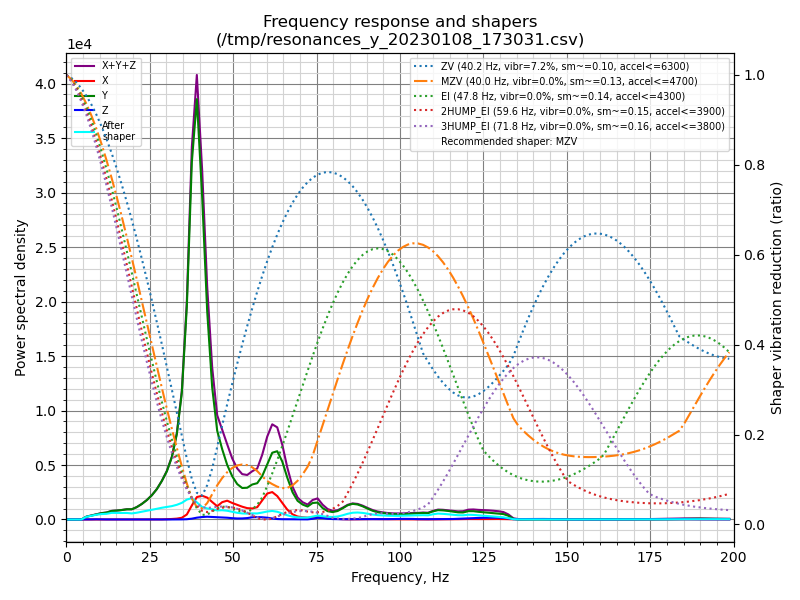 Frequency response and shapers
(/tmp/resonances_y_20230108_173031.csv)
1e4
X+Y+Z
X
Y
Z
After
shaper
ZV (40.2 Hz, vibr=7.2%, sm~=0.10, accel<=6300)
MZV (40.0 Hz, vibr=0.0%, sm~=0.13, accel<=4700)
EI (47.8 Hz, vibr=0.0%, sm~=0.14, accel<=4300)
2HUMP_EI (59.6 Hz, vibr=0.0%, sm~=0.15, accel<=3900)
3HUMP_EI (71.8 Hz, vibr=0.0%, sm~=0.16, accel<=3800)
Recommended shaper: MZV
4.0
3.5
3.0
2.5
2.0
1.5
1.0
0.5
0.0
Power spectral density
1.0
0.8
0.6
0.4
0.2
0.0
Shaper vibration reduction (ratio)
0 25 50 75 100 125 150 175 200
Frequency, Hz